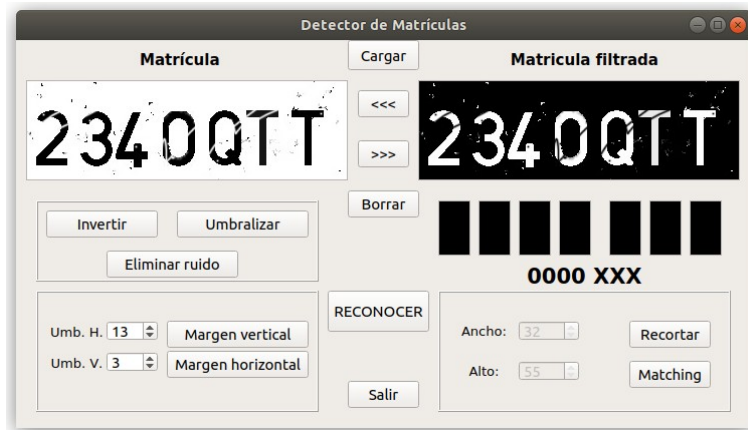 Detector de Matrículas
Matrícula
Cargar
Matricula filtrada
2340QTT
<<<
>>>
2340QTT
Borrar
Invertir
Umbralizar
Eliminar ruido
0000 XXX
RECONOCER
Umb. H. 13
Margen vertical
Umb. V. 3
Margen horizontal
Ancho: 32
Recortar
Alto: 55
Matching
Salir